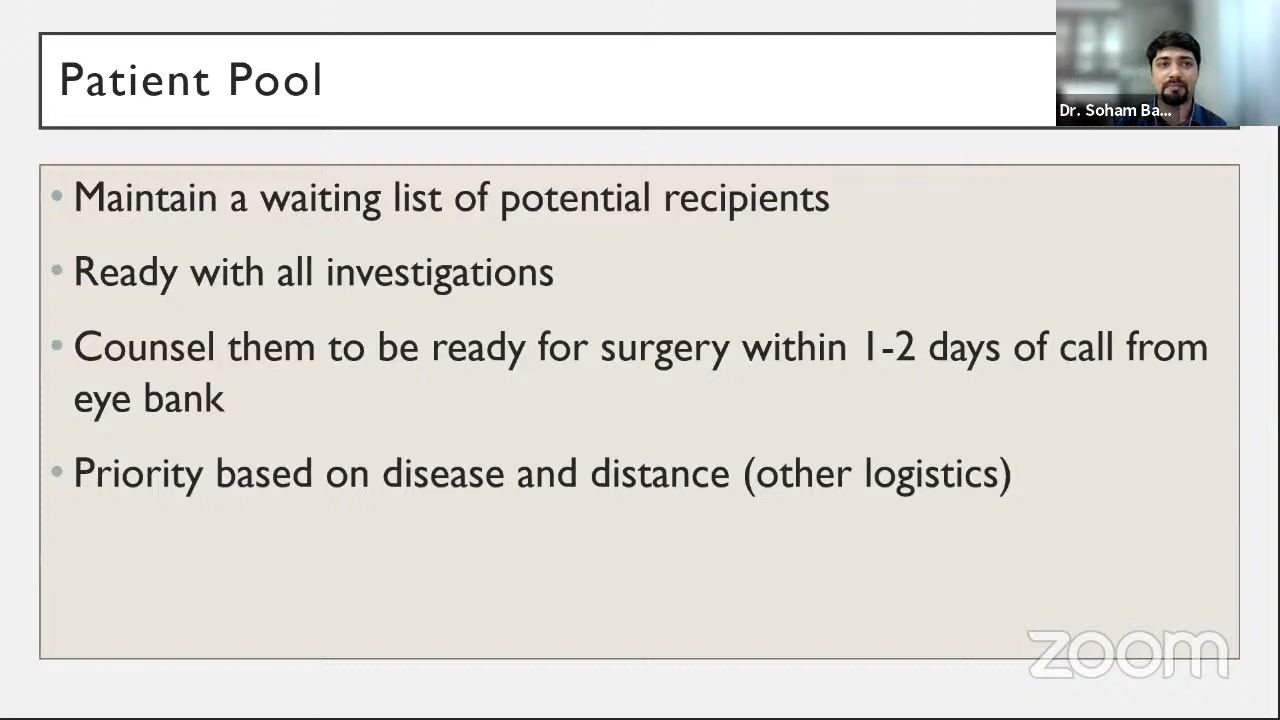 Patient Pool
Dr. Soham Ba...
• Maintain a waiting list of potential recipients
• Ready with all investigations
• Counsel them to be ready for surgery within 1-2 days of call from
eye bank
• Priority based on disease and distance (other logistics)
zoom